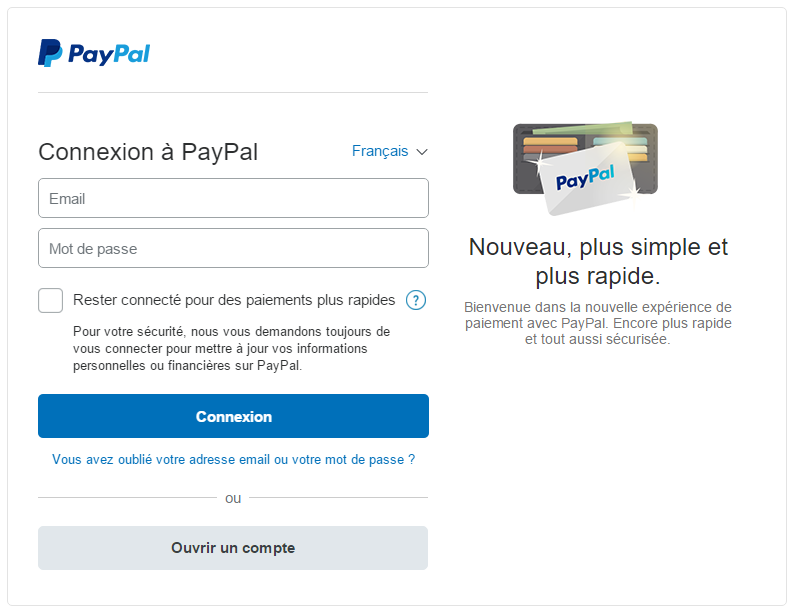 PayPal
Connexion à PayPal
Français
Email
Mot de passe
Rester connecté pour des paiements plus rapides ?
Pour votre sécurité, nous vous demandons toujours de
vous connecter pour mettre à jour vos informations
personnelles ou financières sur PayPal.
Connexion
Vous avez oublié votre adresse email ou votre mot de passe ?
ou
Ouvrir un compte
PayPal
Nouveau, plus simple et
plus rapide.
Bienvenue dans la nouvelle expérience de
paiement avec PayPal. Encore plus rapide
et tout aussi sécurisée.